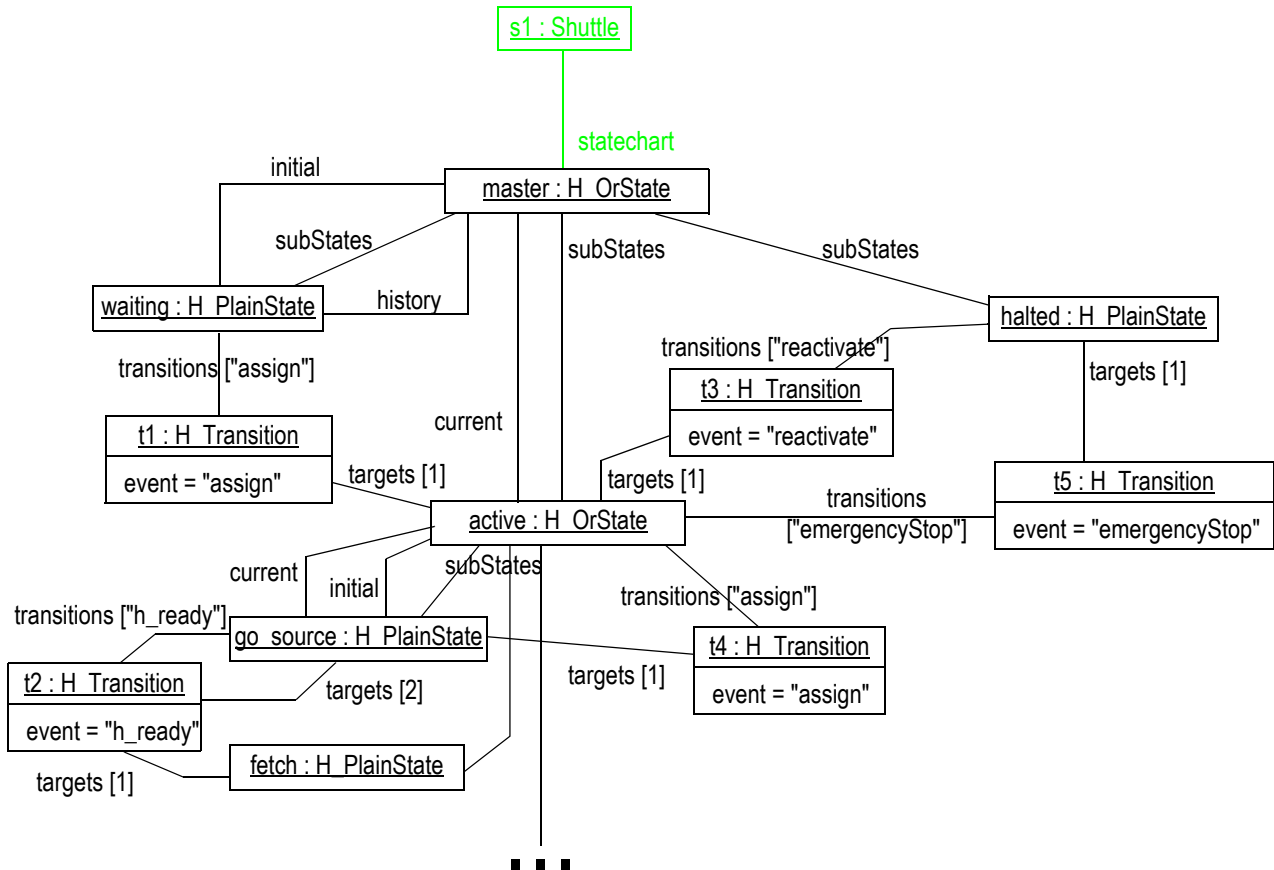 s1 : Shuttle
statechart
initial
master : H_OrState
subStates
subStates
subStates
waiting : H_PlainState
history
halted : H_PlainState
transitions ["assign"]
transitions ["reactivate"]
targets [1]
t3 : H_Transition
event = "reactivate"
current
t1 : H_Transition
event = "assign"
targets [1]
targets [1]
t5 : H_Transition
event = "emergencyStop"
transitions
["emergencyStop"]
active : H_OrState
subStates
current
initial
transitions ["assign"]
transitions ["h_ready"]
go_source : H_PlainState
t4 : H_Transition
event = "assign"
targets [1]
t2 : H_Transition
event = "h_ready"
targets [2]
fetch : H_PlainState
targets [1]
...